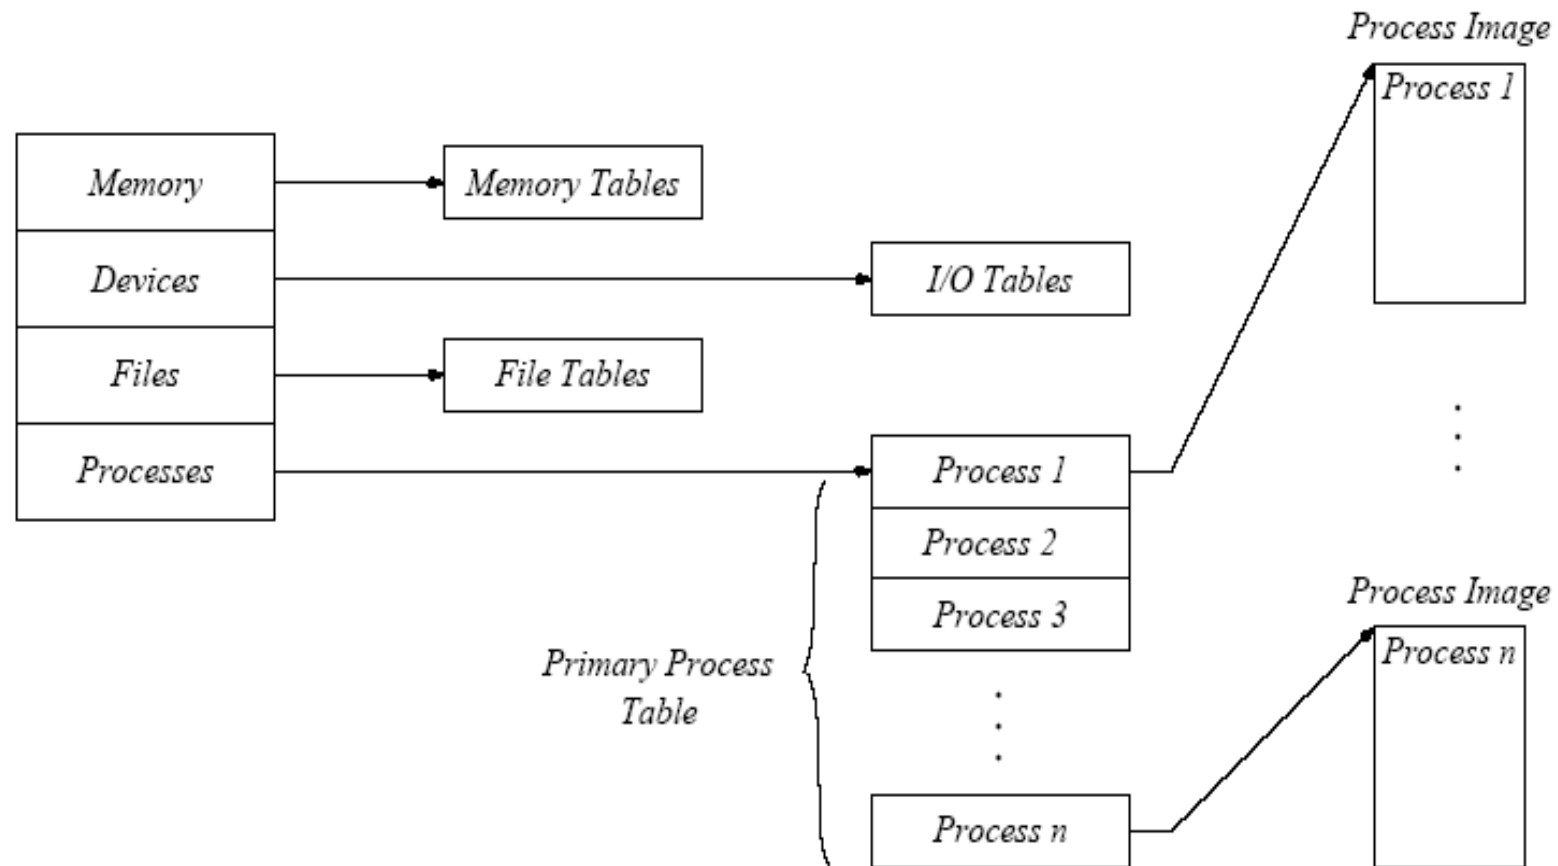 Process Image
Process 1
Memory
Memory Tables
Devices
I/O Tables
Files
File Tables
Processes
Process 1
Process 2
Process 3
Primary Process
Table
Process n
Process Image
Process n